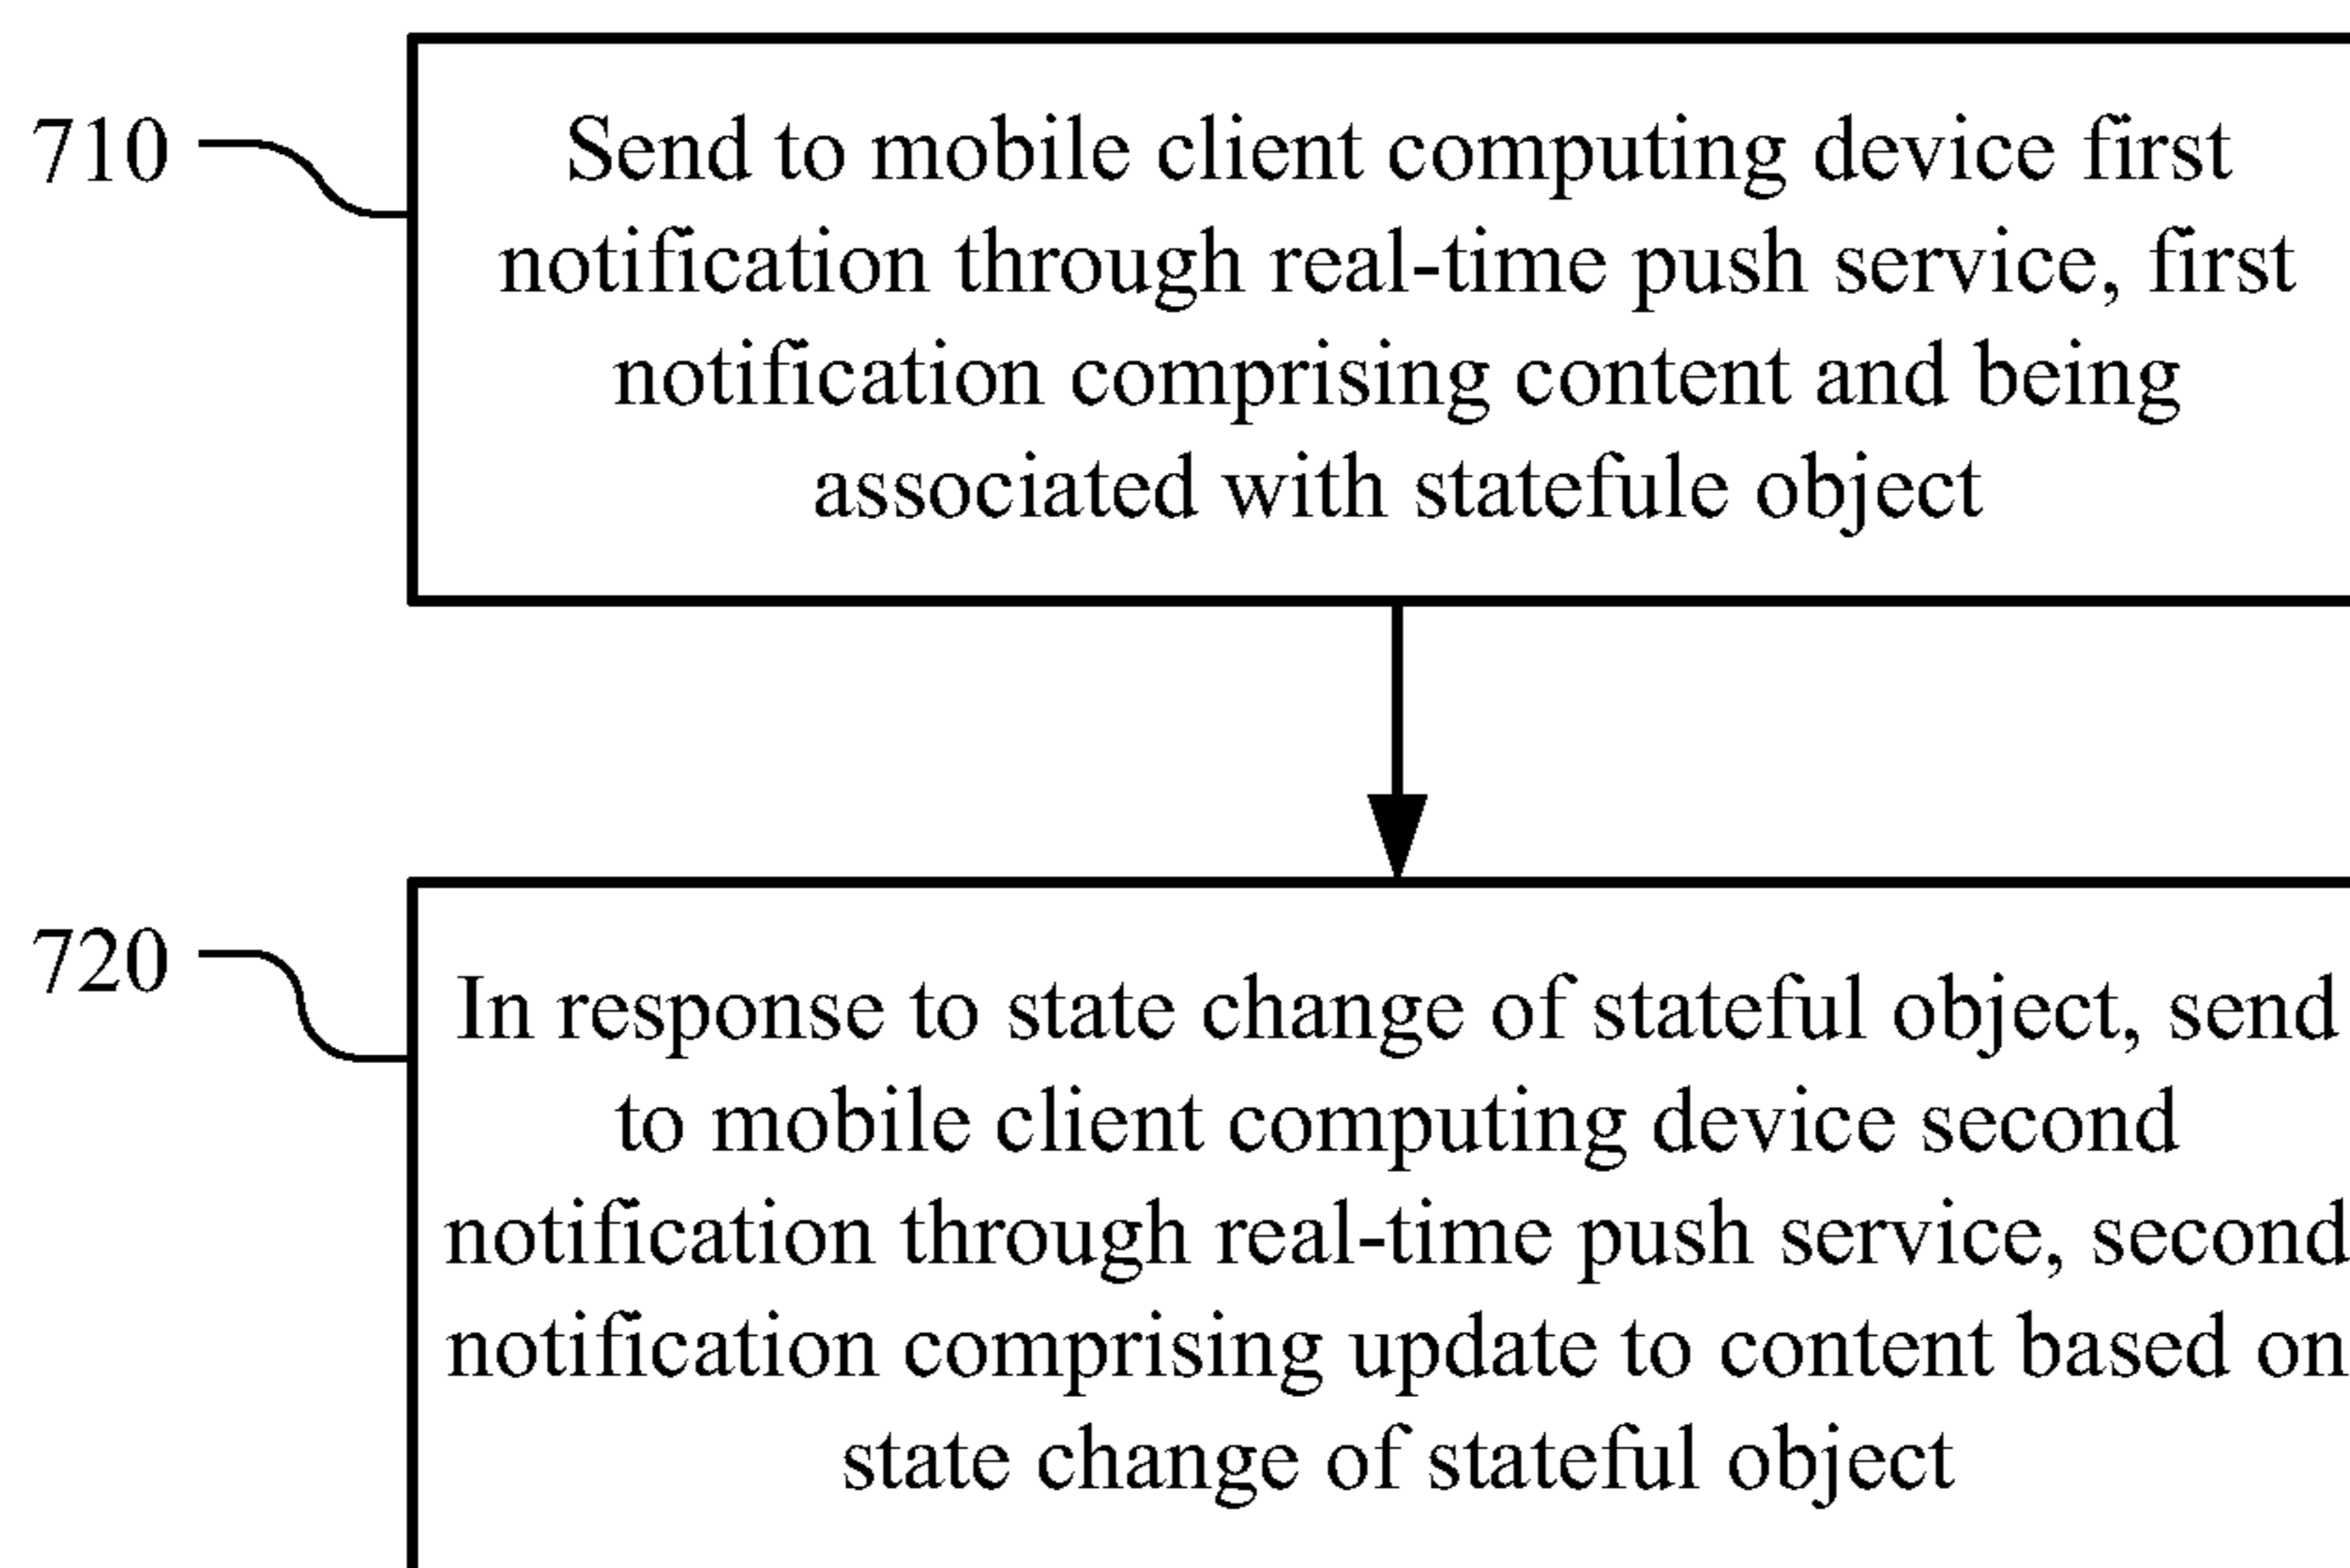 710
Send to mobile client computing device first
notification through real-time push service, first
notification comprising content and being
associated with statefule object
720
In response to state change of stateful object, send
to mobile client computing device second
notification through real-time push service, second
notification comprising update to content based on
state change of stateful object